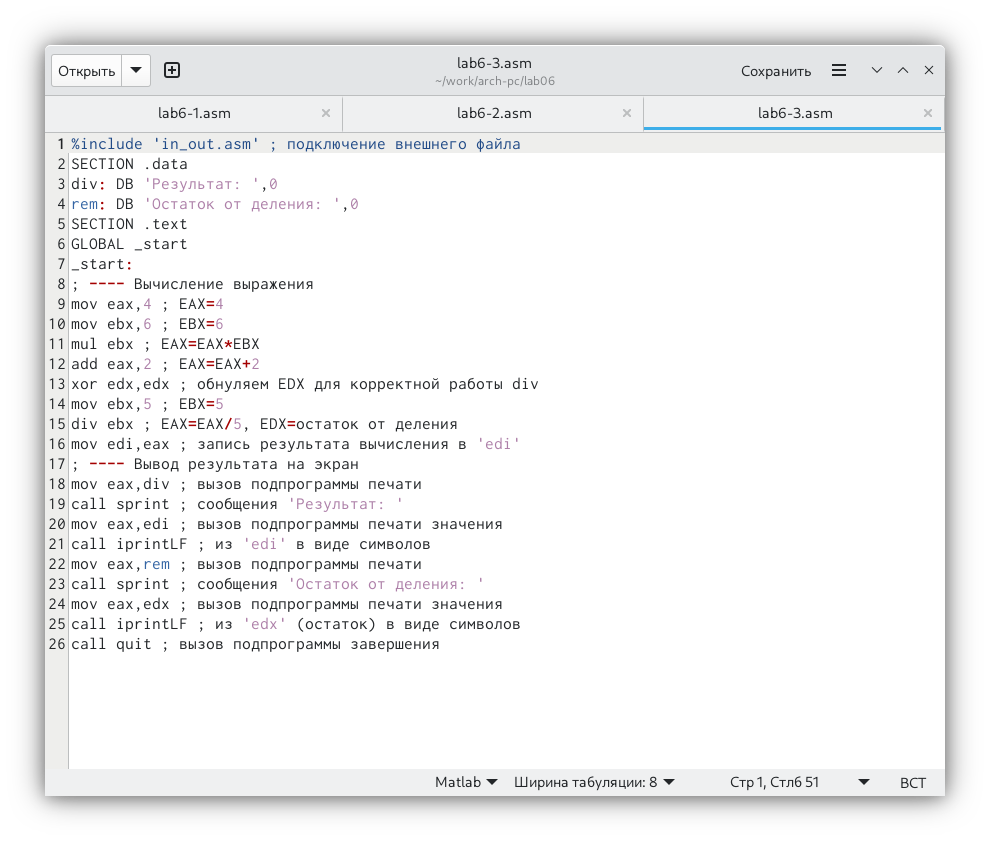 Открыть
lab6-3.asm
~/work/arch-pc/lab06
Сохранить
lab6-1.asm
lab6-2.asm
lab6-3.asm
1 %include 'in_out.asm' ; подключение внешнего файла
2 SECTION .data
3 div: DB 'Результат: ',0
4 rem: DB 'Остаток от деления: ',0
5 SECTION .text
6 GLOBAL _start
7 _start:
8 ; ---- Вычисление выражения
9 mov eax,4 ; EAX=4
10 mov ebx,6 ; EBX=6
11 mul ebx ; EAX=EAX*EBX
12 add eax,2 ; EAX=EAX+2
13 xor edx,edx ; обнуляем EDX для корректной работы div
14 mov ebx,5 ; EBX=5
15 div ebx ; EAX=EAX/5, EDX=остаток от деления
16 mov edi,eax ; запись результата вычисления в 'edi'
17 ; ---- Вывод результата на экран
18 mov eax,div ; вызов подпрограммы печати
19 call sprint ; сообщения 'Результат: '
20 mov eax,edi ; вызов подпрограммы печати значения
21 call iprintLF ; из 'edi' в виде символов
22 mov eax,rem ; вызов подпрограммы печати
23 call sprint ; сообщения 'Остаток от деления: '
24 mov eax,edx ; вызов подпрограммы печати значения
25 call iprintLF ; из 'edx' (остаток) в виде символов
26 call quit ; вызов подпрограммы завершения
Matlab Ширина табуляции: 8 Стр 1, Стлб 51 ВСТ